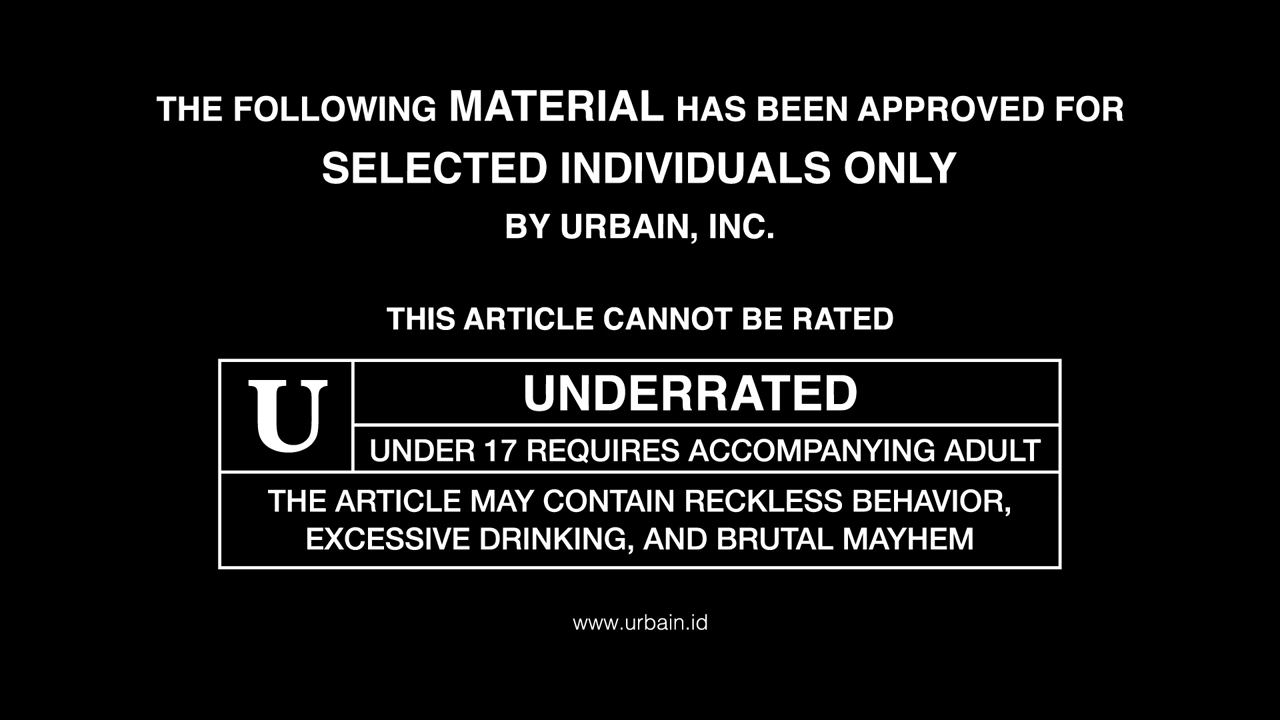 THE FOLLOWING MATERIAL HAS BEEN APPROVED FOR
SELECTED INDIVIDUALS ONLY
BY URBAIN, INC.
THIS ARTICLE CANNOT BE RATED
U
UNDERRATED
UNDER 17 REQUIRES ACCOMPANYING ADULT
THE ARTICLE MAY CONTAIN RECKLESS BEHAVIOR,
EXCESSIVE DRINKING, AND BRUTAL MAYHEM
www.urbain.id